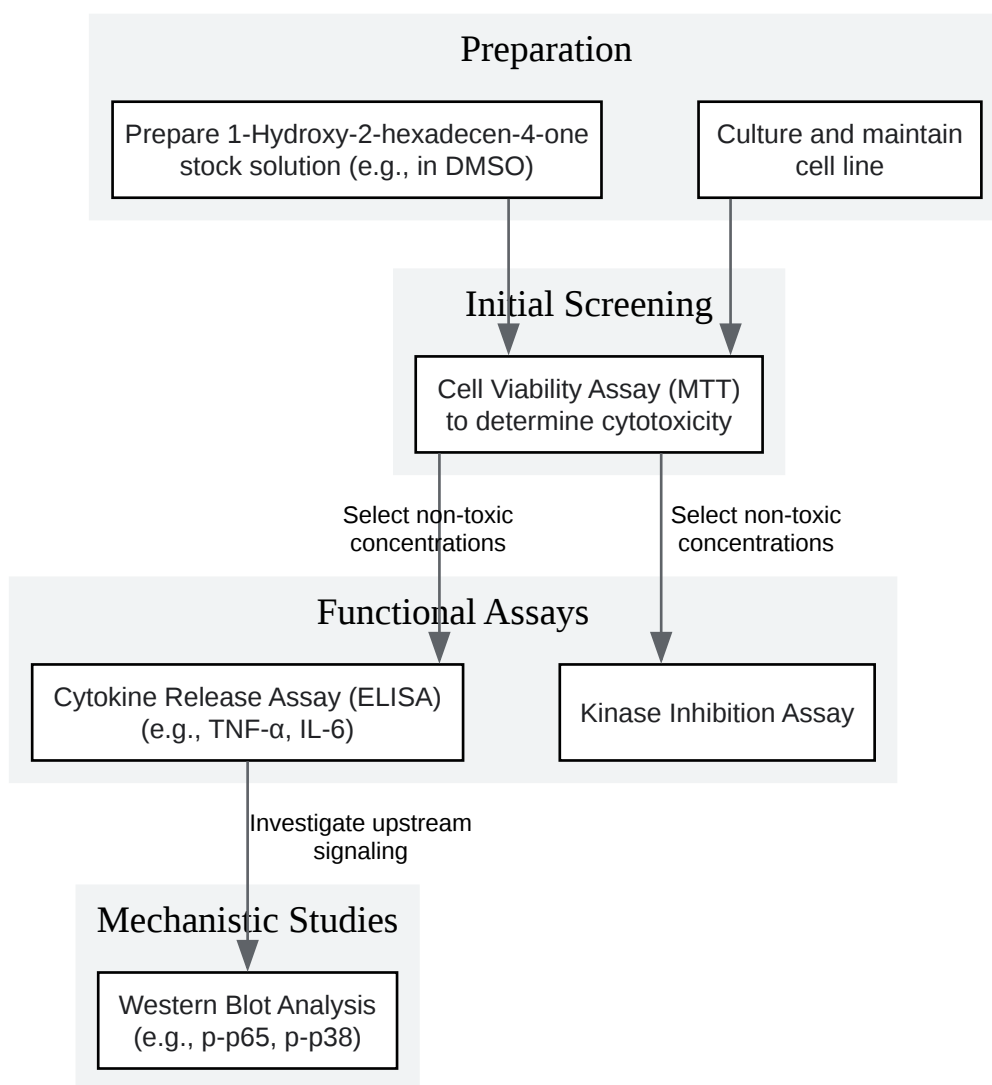 Preparation
Prepare 1-Hydroxy-2-hexadecen-4-one
stock solution (e.g., in DMSO)
Culture and maintain
cell line
Initial Screening
Cell Viability Assay (MTT)
to determine cytotoxicity
Select non-toxic
concentrations
Select non-toxic
concentrations
Functional Assays
Cytokine Release Assay (ELISA)
(e.g., TNF-α, IL-6)
Kinase Inhibition Assay
Investigate upstream
signaling
Mechanistic Studies
Western Blot Analysis
(e.g., p-p65, p-p38)